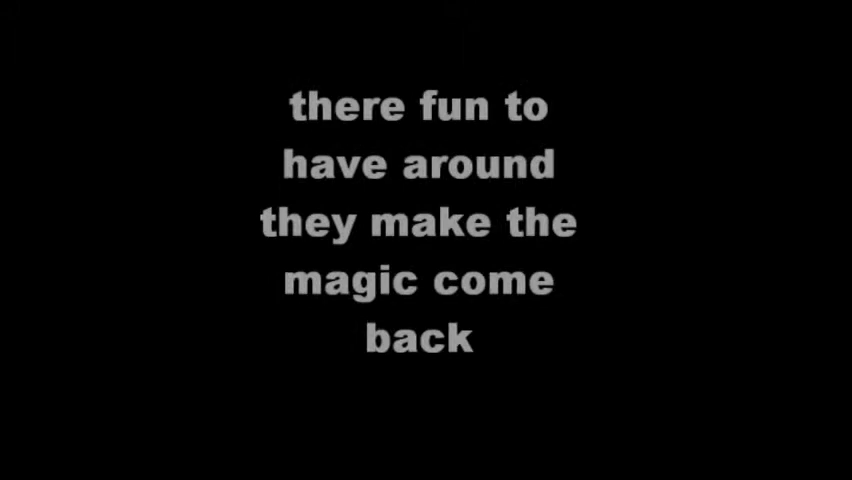 there fun to
have around
they make the
magic come
back